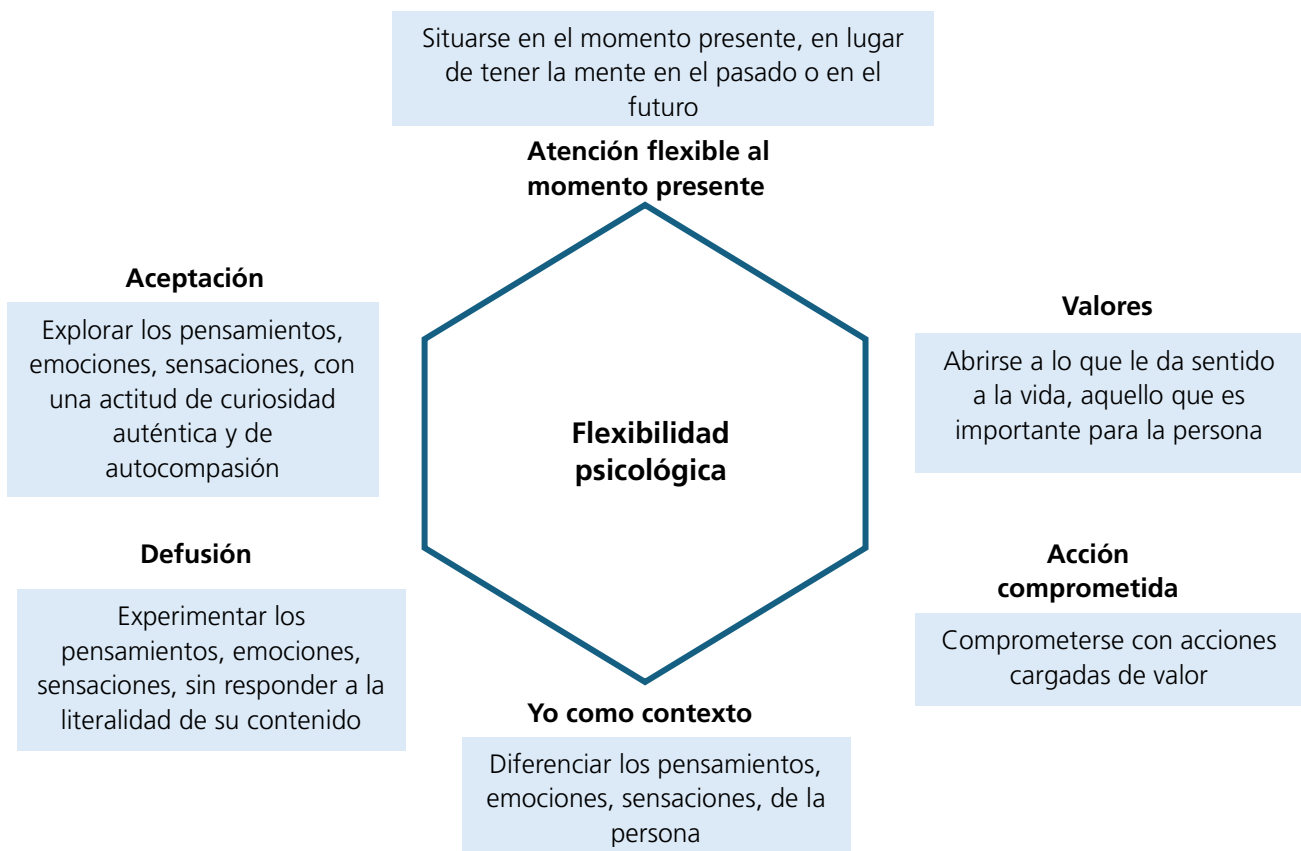 Situarse en el momento presente, en lugar
de tener la mente en el pasado o en el
futuro
Atención flexible al
momento presente
Aceptación
Explorar los pensamientos,
emociones, sensaciones, con
una actitud de curiosidad
auténtica y de
autocompasión
Valores
Abrirse a lo que le da sentido
a la vida, aquello que es
importante para la persona
Flexibilidad
psicológica
Defusión
Experimentar los
pensamientos, emociones,
sensaciones, sin responder a la
literalidad de su contenido
Acción
comprometida
Comprometerse con acciones
cargadas de valor
Yo como contexto
Diferenciar los pensamientos,
emociones, sensaciones, de la
persona